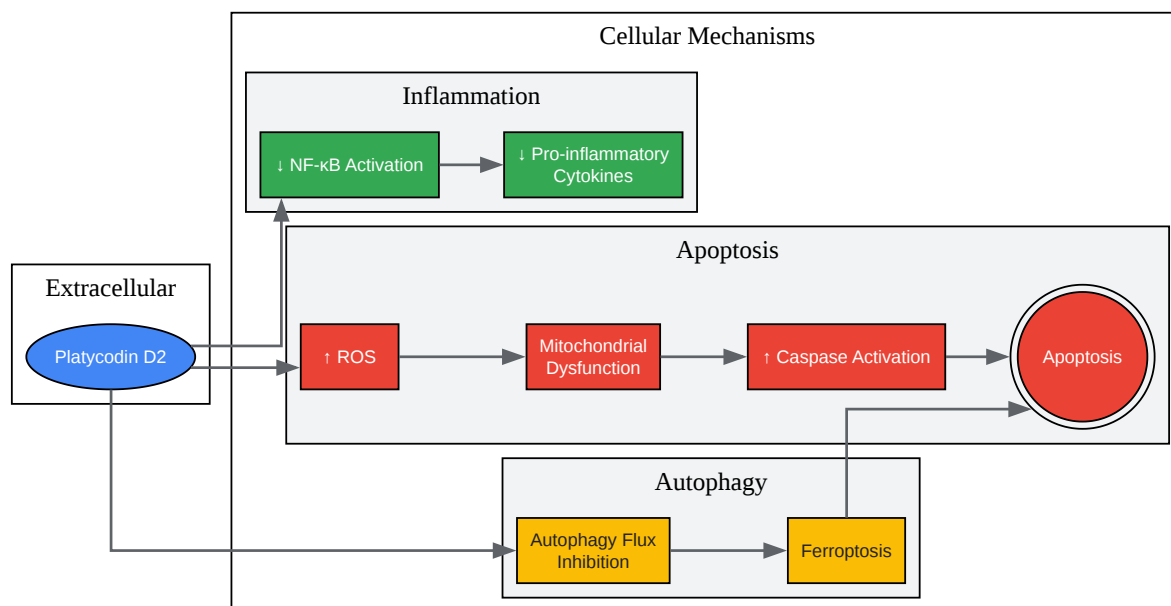 Cellular Mechanisms
Inflammation
↓ NF-κB Activation
↓ Pro-inflammatory
Cytokines
Apoptosis
Extracellular
Platycodin D2
↑ ROS
Mitochondrial
Dysfunction
↑ Caspase Activation
Apoptosis
Autophagy
Autophagy Flux
Inhibition
Ferroptosis